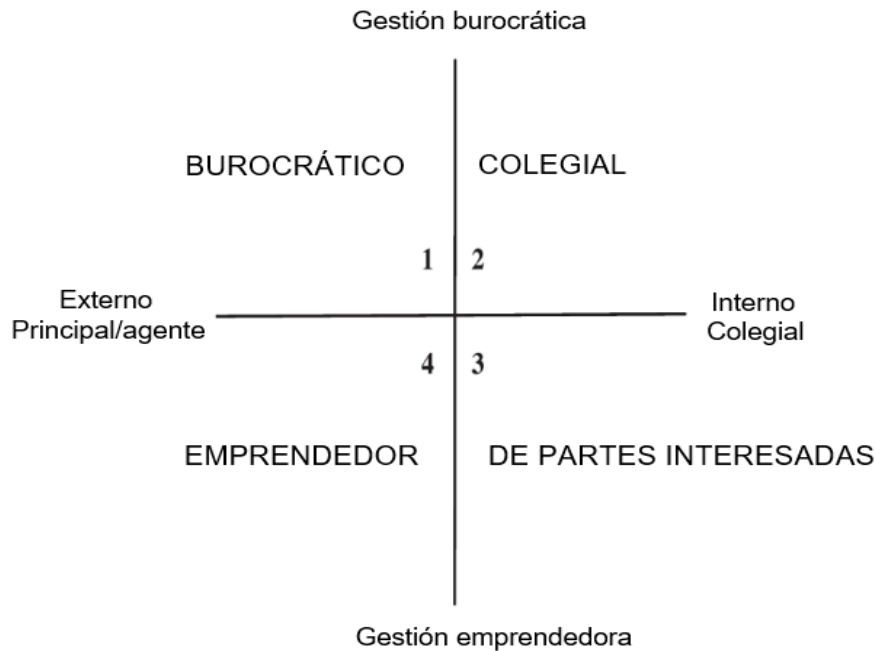 Gestión burocrática
BUROCRÁTICO COLEGIAL
1 2
Externo
Principal/agente
Interno
Colegial
4 3
EMPRENDEDOR DE PARTES INTERESADAS
Gestión emprendedora